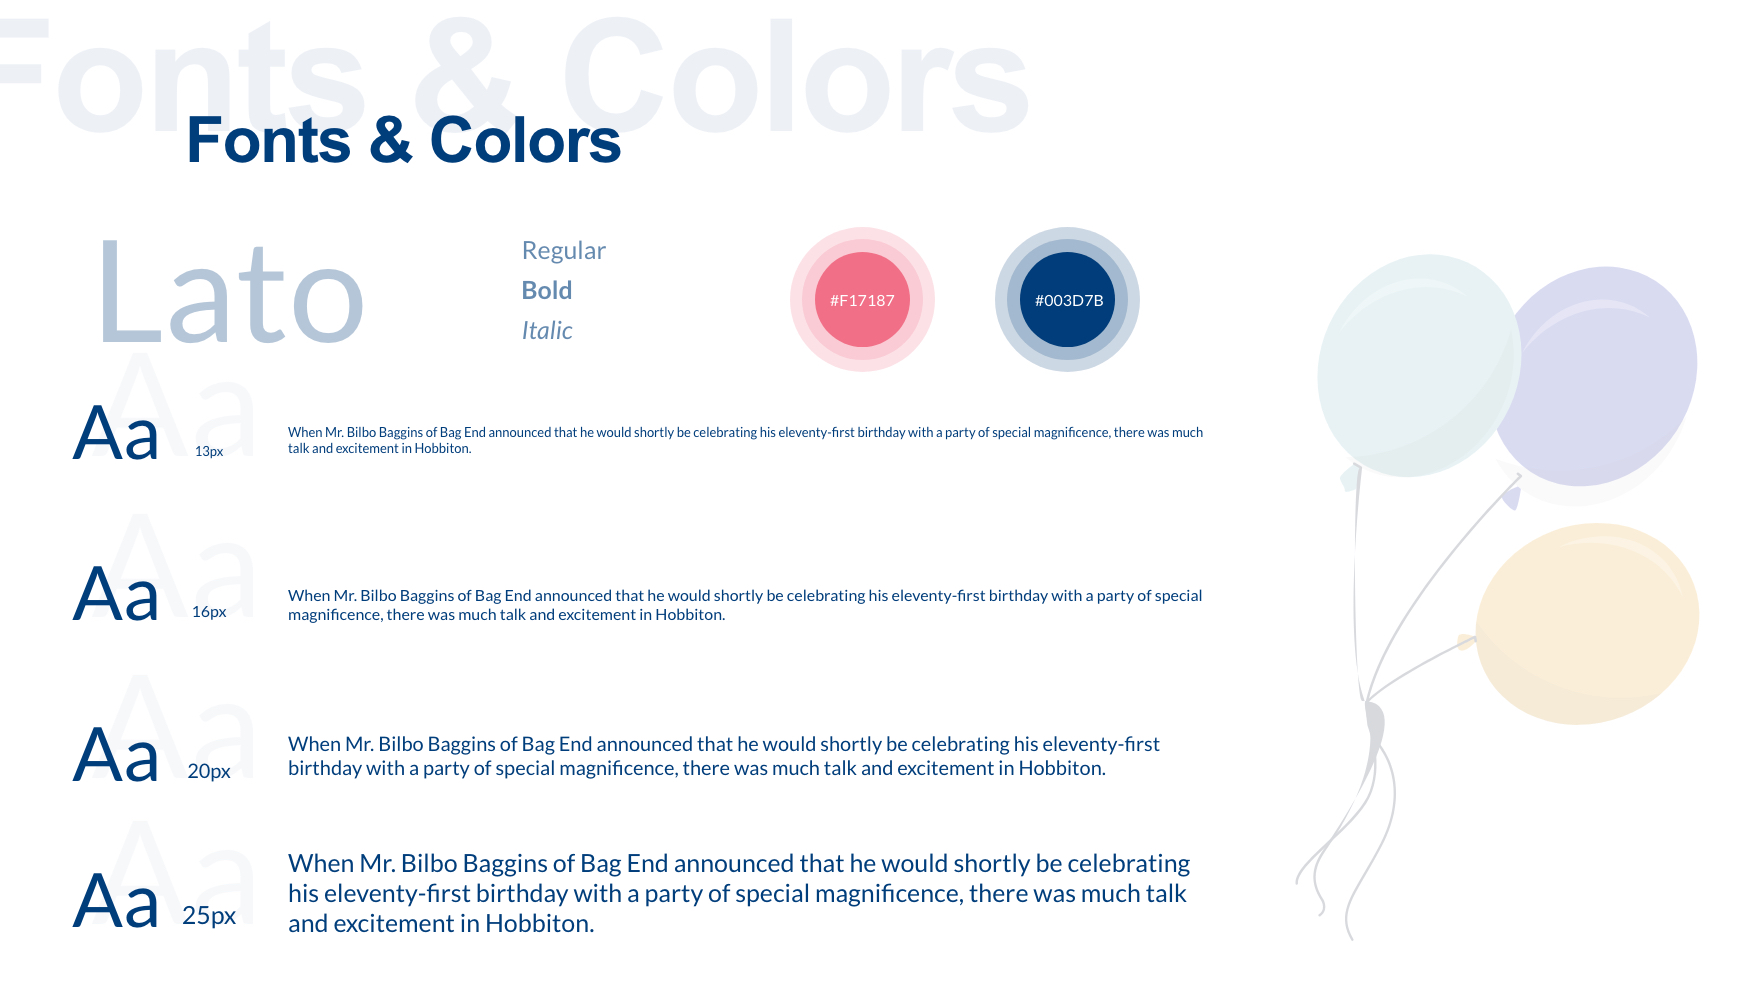 Fonts & Colors
Fonts & Colors
Lato
Regular
Bold
Italic
#F17187
#003D7B
Aa
Aa
13px
When Mr. Bilbo Baggins of Bag End announced that he would shortly be celebrating his eleventy-first birthday with a party of special magnificence, there was much
talk and excitement in Hobbiton.
Aa
Aa
16px
When Mr. Bilbo Baggins of Bag End announced that he would shortly be celebrating his eleventy-first birthday with a party of special
magnificence, there was much talk and excitement in Hobbiton.
Aa
Aa
20px
When Mr. Bilbo Baggins of Bag End announced that he would shortly be celebrating his eleventy-first
birthday with a party of special magnificence, there was much talk and excitement in Hobbiton.
Aa
Aa
25px
When Mr. Bilbo Baggins of Bag End announced that he would shortly be celebrating
his eleventy-first birthday with a party of special magnificence, there was much talk
and excitement in Hobbiton.